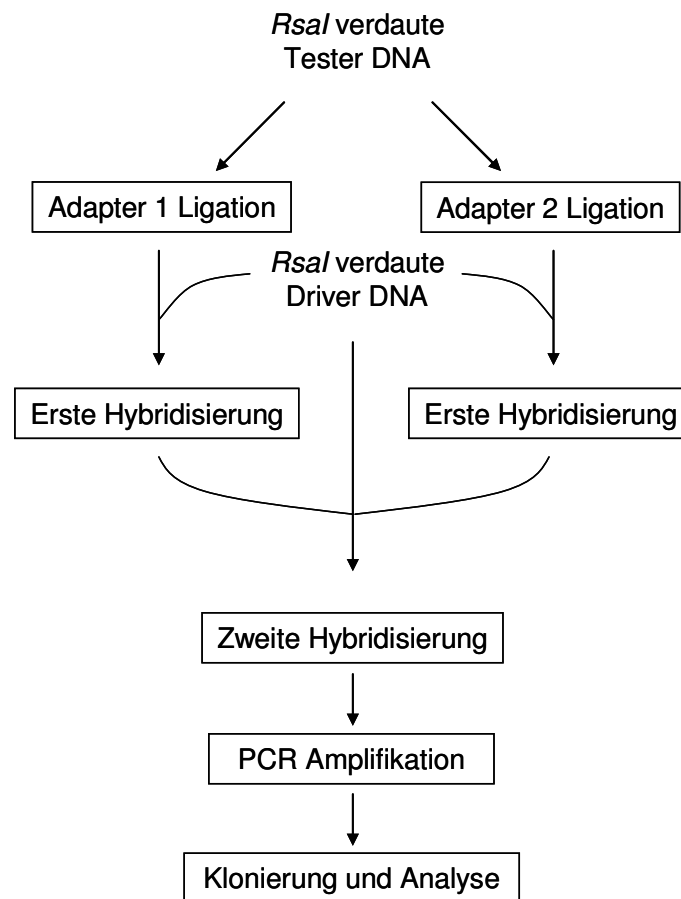 RsaI verdaute
Tester DNA
Adapter 1 Ligation
Adapter 2 Ligation
RsaI verdaute
Driver DNA
Erste Hybridisierung
Erste Hybridisierung
Zweite Hybridisierung
PCR Amplifikation
Klonierung und Analyse